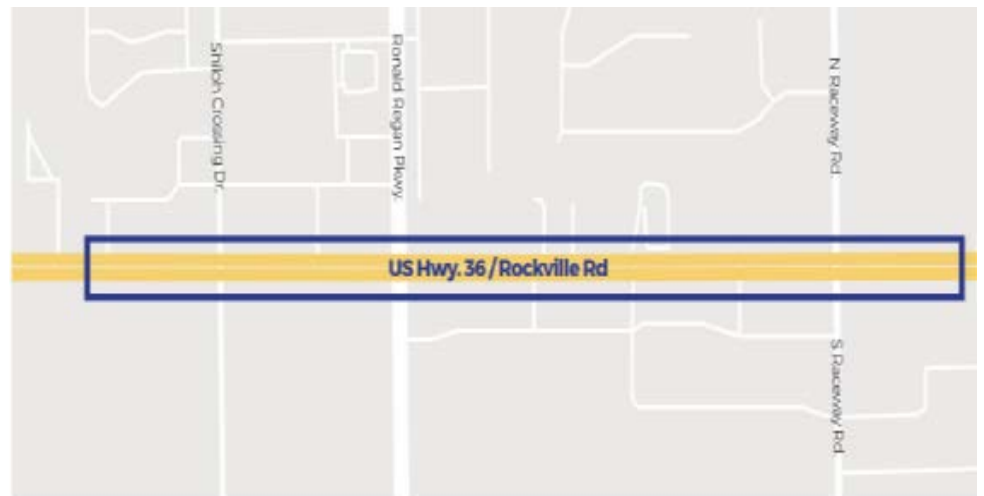 Shiloh Crossing Dr.
Ronald Regan Pkwy.
N Raceway Rd.
US Hwy. 36 / Rockville Rd
S Raceway Rd.